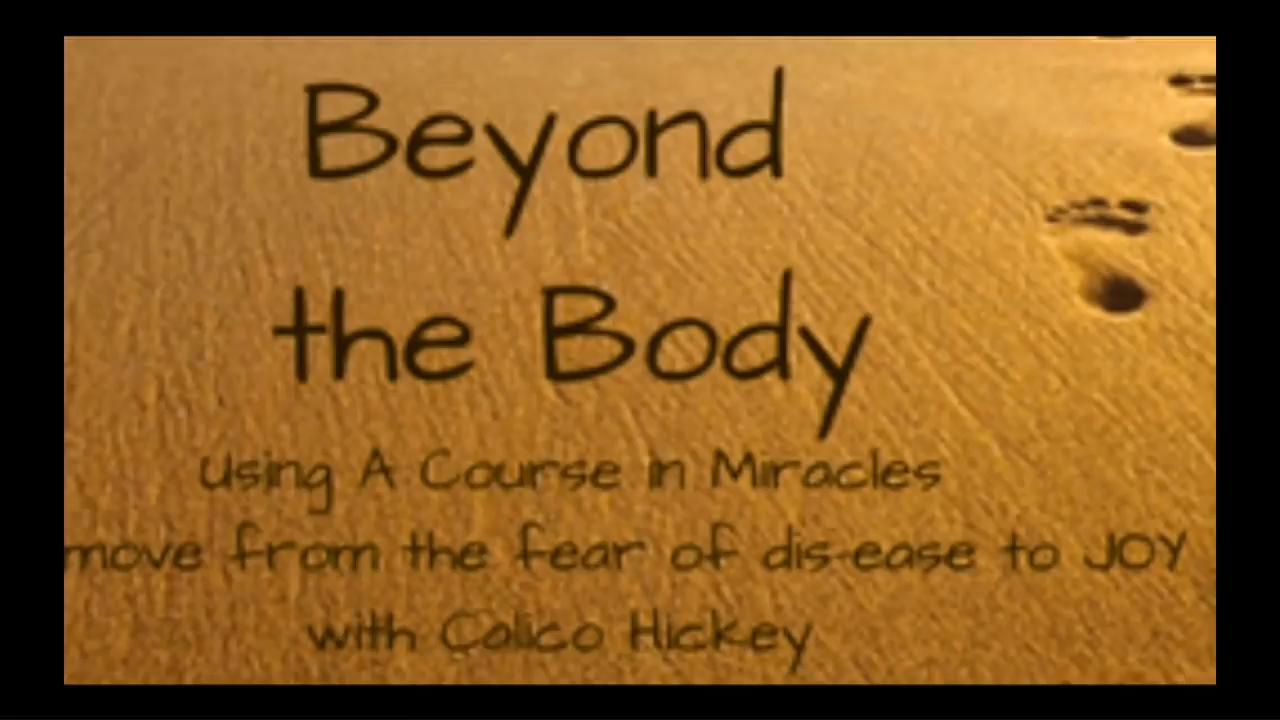 Beyond
the Body
Using A Course in Miracles
move from the fear of dis-ease to JOY
with Calico Hickey